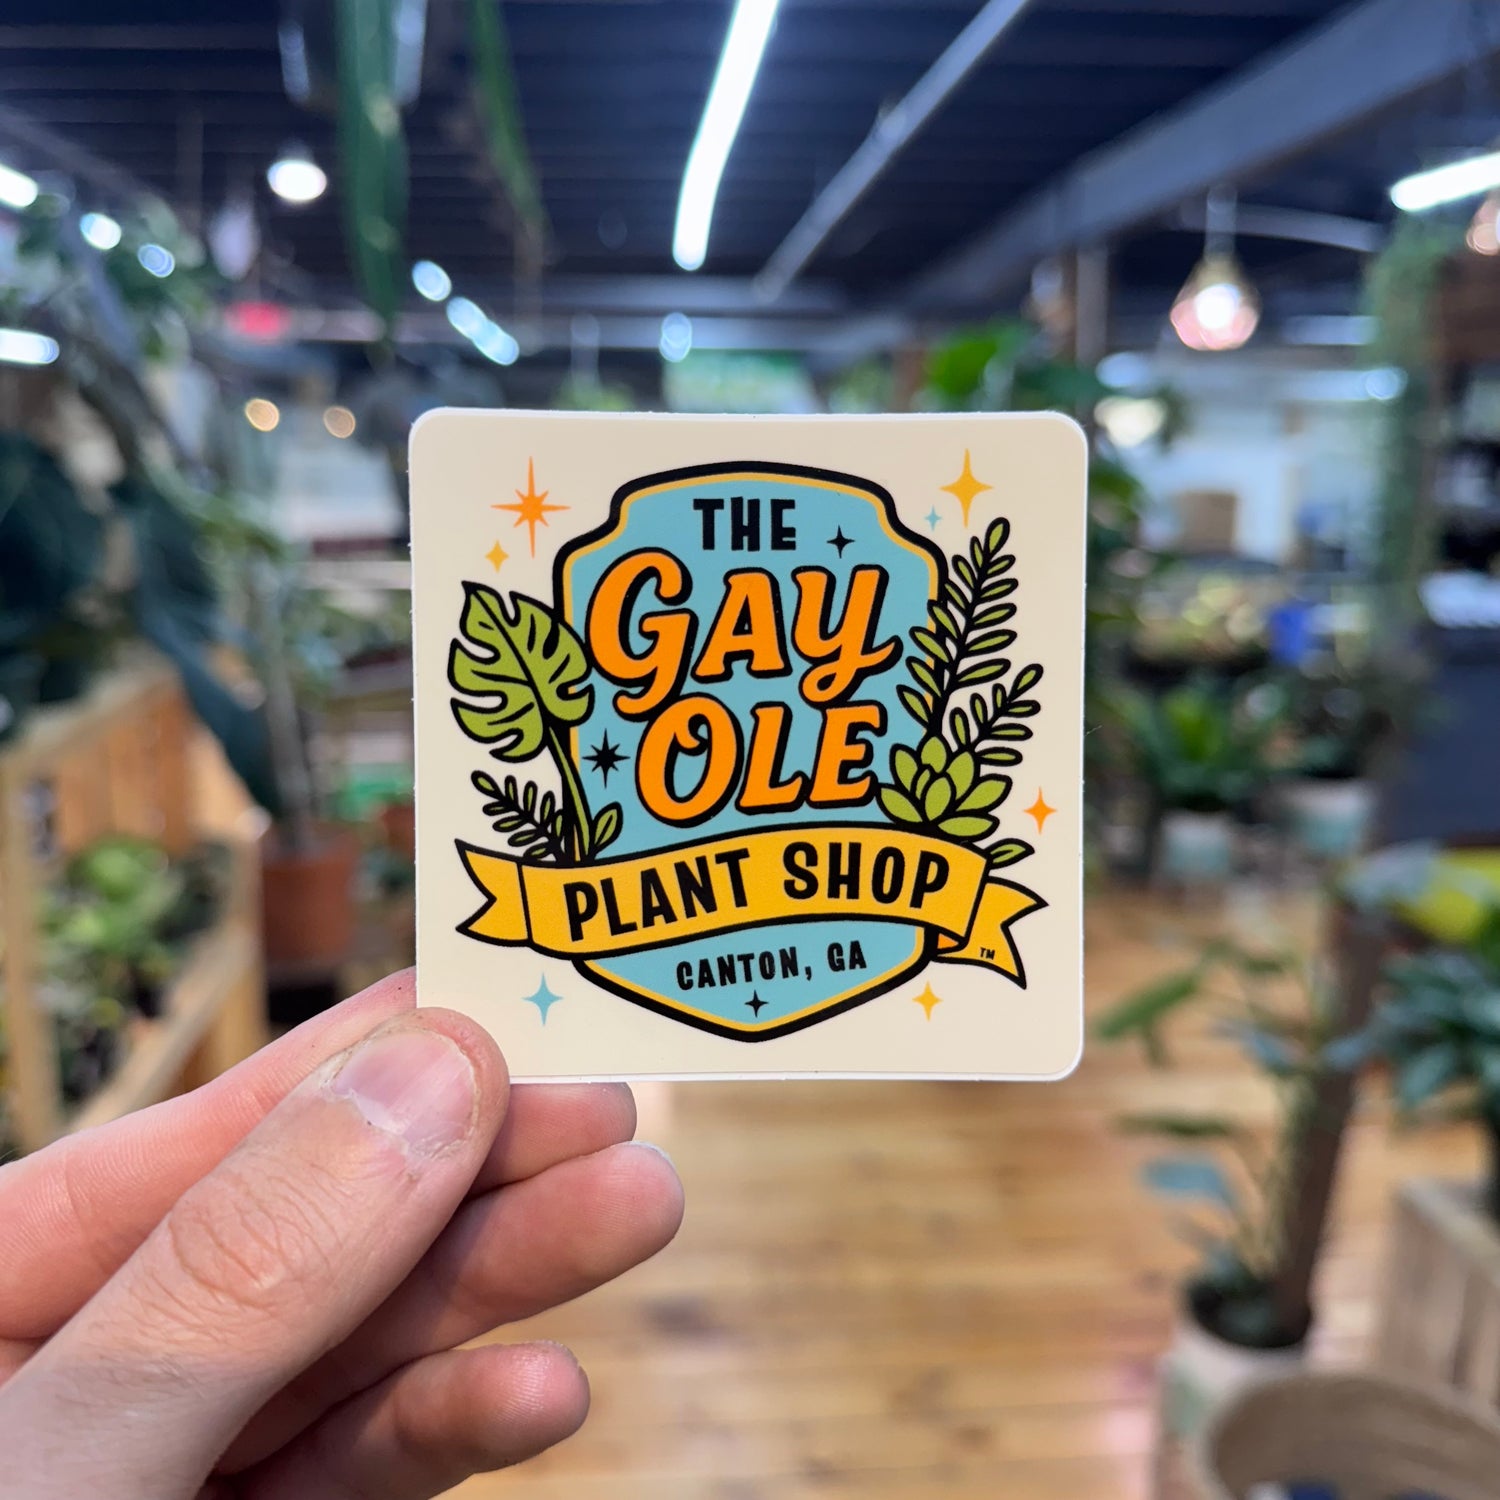 THE
GAY
OLE
PLANT SHOP
TM
CANTON, GA